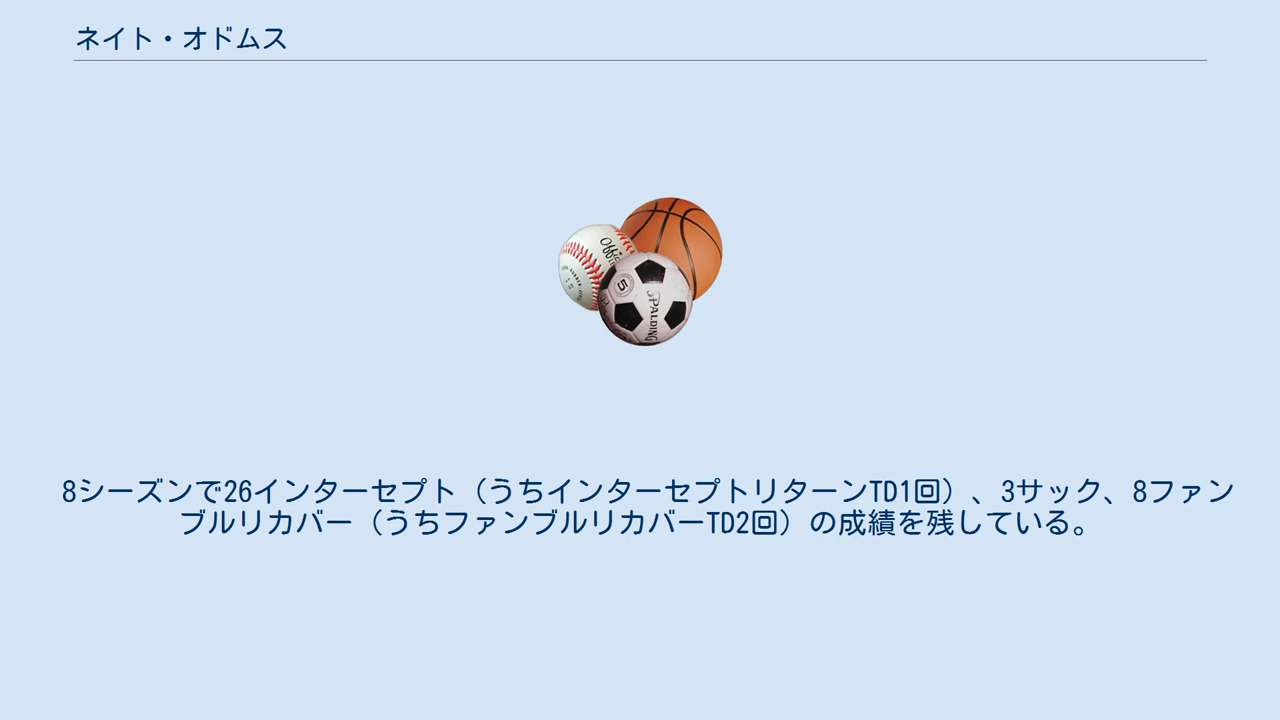 ネイト・オドムス
Offi
5
SPALDING
8シーズンで26インターセプト（うちインターセプトリターンTD1回）、3サック、8ファン
ブルリカバー（うちファンブルリカバーTD2回）の成績を残している。